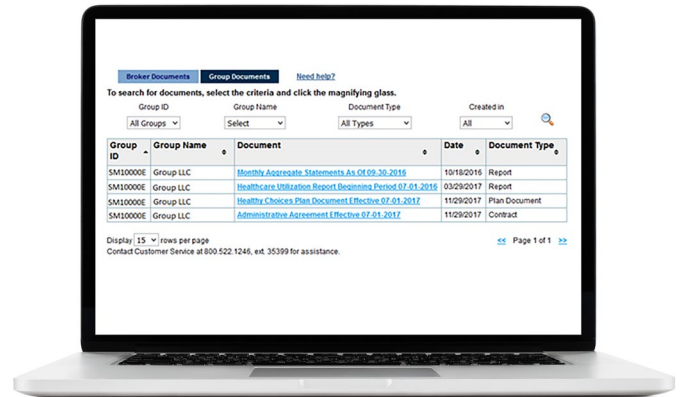 Broker Documents Group Documents Need help?
To search for documents, select the criteria and click the magnifying glass.
Group ID Group Name Document Type Created in
All Groups Select All Types All
Group ID Group Name Document Date Document Type
SM10000E Group LLC Monthly Aggregate Statements As Of 09-30-2016 10/18/2016 Report
SM10000E Group LLC Healthcare Utilization Report Beginning Period 07-01-2016 03/29/2017 Report
SM10000E Group LLC Healthy Choices Plan Document Effective 07-01-2017 11/29/2017 Plan Document
SM10000E Group LLC Administrative Agreement Effective 07-01-2017 11/29/2017 Contract
Display 15 rows per page << Page 1 of 1 >>
Contact Customer Service at 800.522.1246, ext. 35399 for assistance.